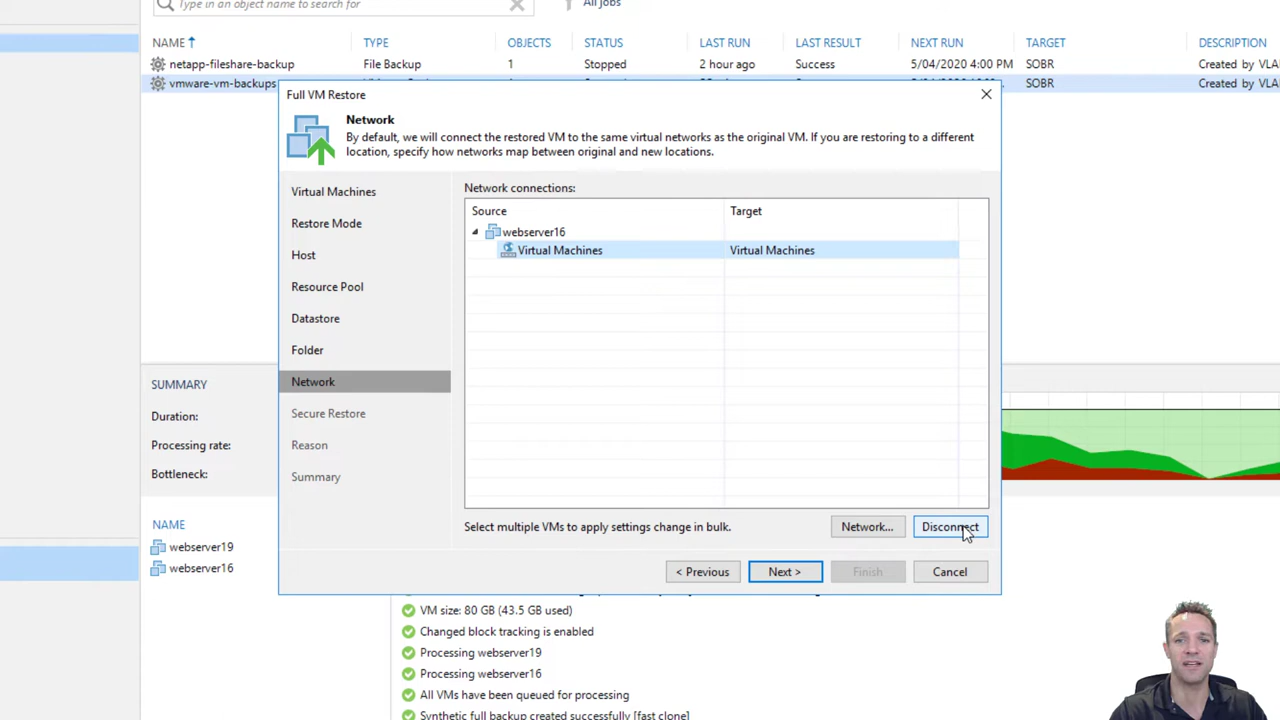 Type in an object name to search for
All jobs
NAME TYPE OBJECTS STATUS LAST RUN LAST RESULT NEXT RUN TARGET DESCRIPTION
netapp-fileshare-backup File Backup 1 Stopped 2 hour ago Success 5/04/2020 4:00 PM SOBR Created by VLA
vmware-vm-backups SOBR Created by VLA
Full VM Restore
Network
By default, we will connect the restored VM to the same virtual networks as the original VM. If you are restoring to a different
location, specify how networks map between original and new locations.
Virtual Machines
Restore Mode
Host
Resource Pool
Datastore
Folder
Network
Secure Restore
Reason
Summary
Network connections:
Source Target
webserver16
Virtual Machines Virtual Machines
Select multiple VMs to apply settings change in bulk. Network... Disconnect
< Previous Next > Finish Cancel
SUMMARY
Duration:
Processing rate:
Bottleneck:
NAME
webserver19
webserver16
VM size: 80 GB (43.5 GB used)
Changed block tracking is enabled
Processing webserver19
Processing webserver16
All VMs have been queued for processing
Synthetic full backup created successfully [fast clone]